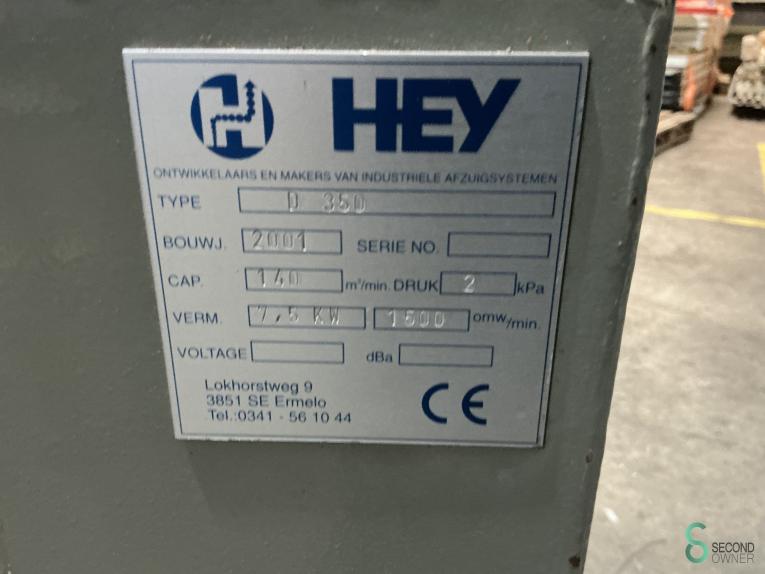 H HEY
ONTWIKKELAARS EN MAKERS VAN INDUSTRIELE AFZUIGSYSTEMEN
TYPE D 350
BOUWJ. 2001 SERIE NO.
CAP. 140 m³/min. DRUK 2 kPa
VERM. 7,5 KW 1500 omw/min.
VOLTAGE dBa
Lokhorstweg 9
3851 SE Ermelo
Tel.:0341 - 56 10 44
CE
SECOND
OWNER